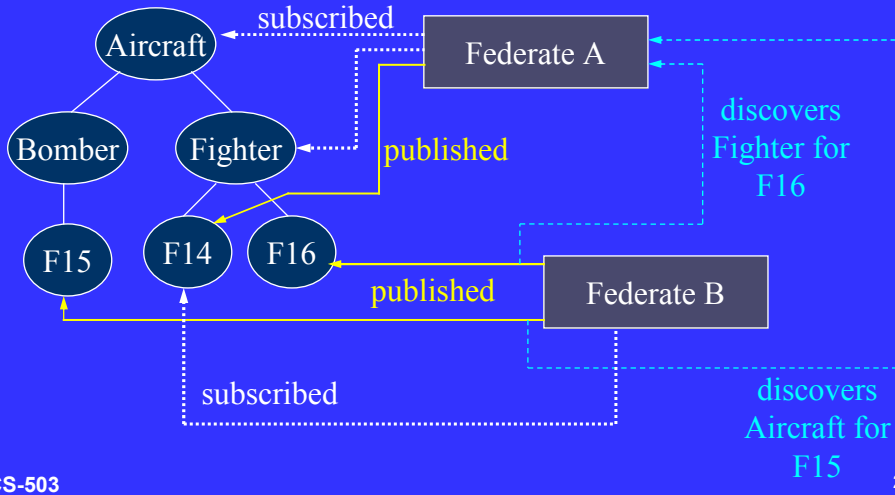 subscribed
Aircraft
Federate A
discovers
Fighter for
F16
Bomber
Fighter
published
F15
F14
F16
published
Federate B
subscribed
discovers
Aircraft for
F15
CS-503